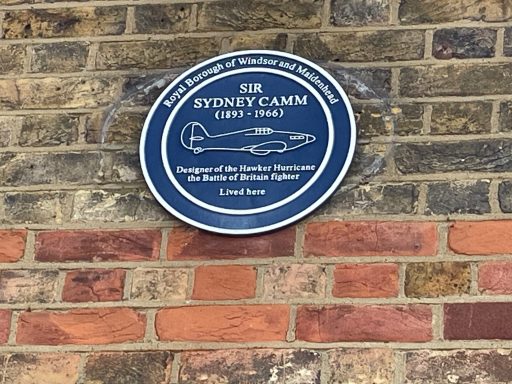 Royal Borough of Windsor and Maidenhead
SIR
SYDNEY CAMM
(1893 - 1966)
Designer of the Hawker Hurricane
the Battle of Britain fighter
Lived here